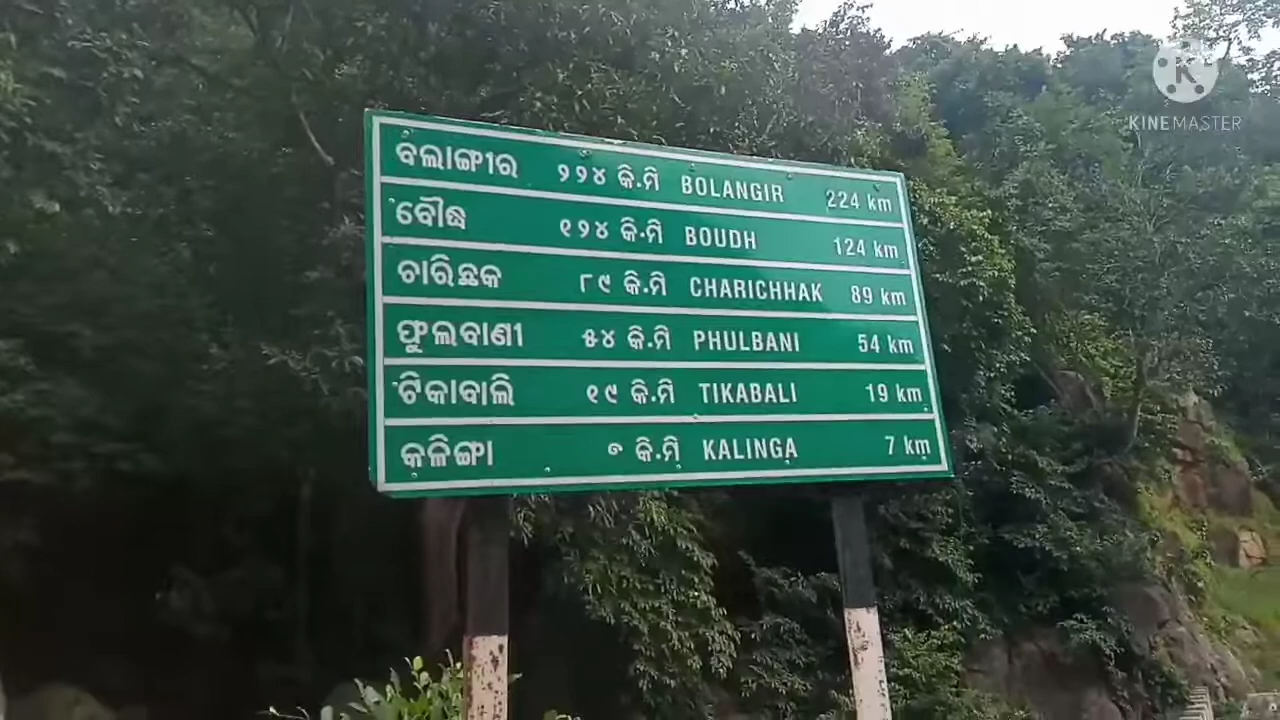 KINEMASTER
ବଲାଙ୍ଗୀର ୨୨୪ କି.ମି BOLANGIR 224 km
ବୌଦ୍ଧ ୧୨୪ କି.ମି BOUDH 124 km
ଚାରିଛକ ୮୯ କି.ମି CHARICHHAK 89 km
ଫୁଲବାଣୀ ୫୪ କି.ମି PHULBANI 54 km
ଟିକାବାଲି ୧୯ କି.ମି TIKABALI 19 km
କଳିଙ୍ଗା ୭ କି.ମି KALINGA 7 km